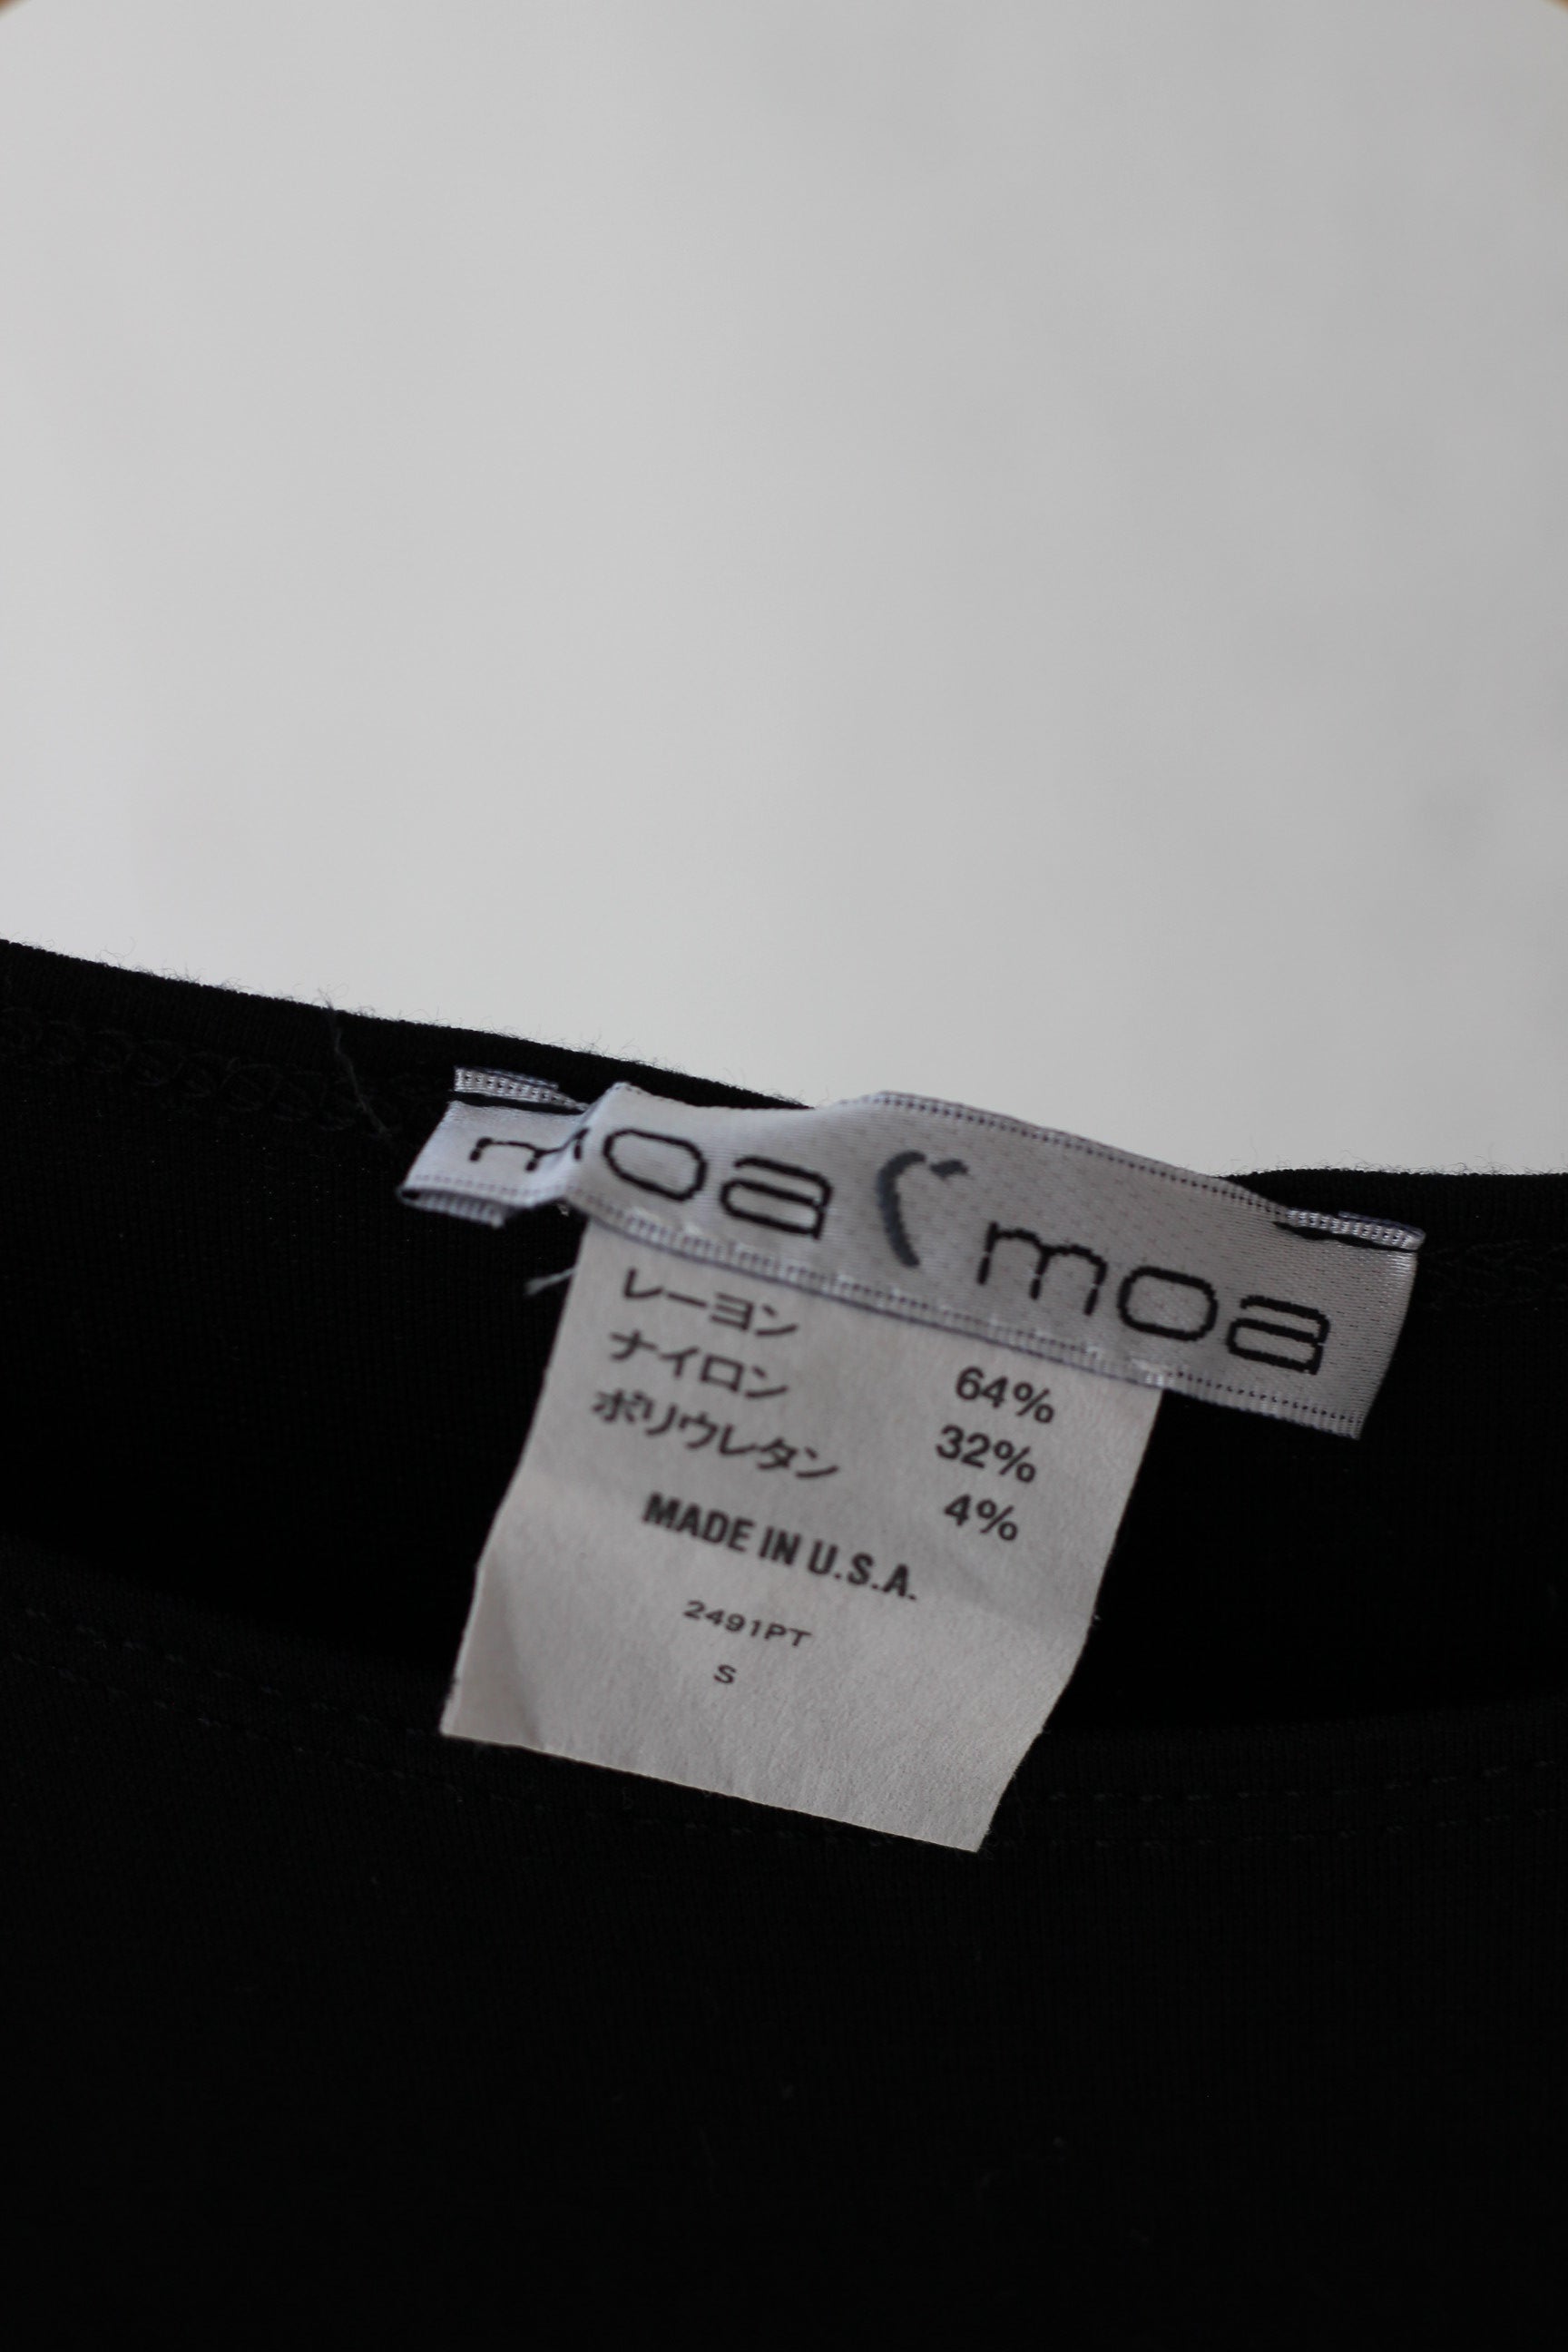 moa moa
レーヨン 64%
ナイロン 32%
ポリウレタン 4%
MADE IN U.S.A.
2491PT
S